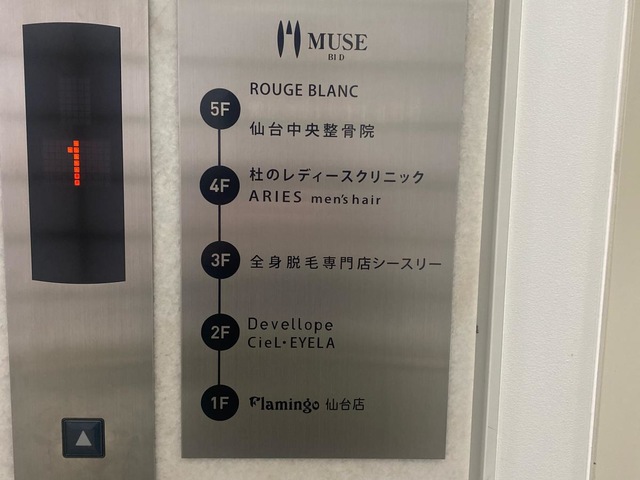 1
MUSE
BLD
5F
ROUGE BLANC
仙台中央整骨院
4F
杜のレディースクリニック
ARIES men's hair
3F
全身脱毛専門店シースリー
2F
Devellope
CieL・EYELA
1F
Flamingo 仙台店